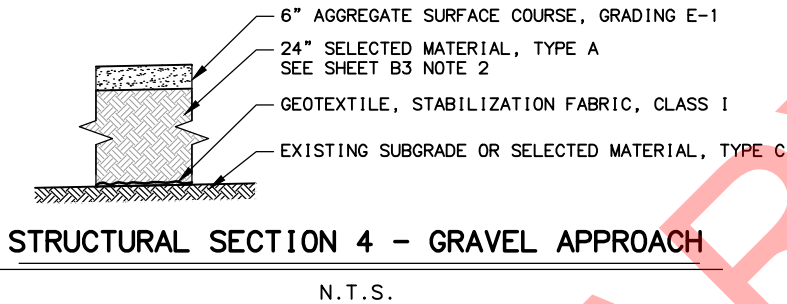 6" AGGREGATE SURFACE COURSE, GRADING E-1
24" SELECTED MATERIAL, TYPE A
SEE SHEET B3 NOTE 2
GEOTEXTILE, STABILIZATION FABRIC, CLASS I
EXISTING SUBGRADE OR SELECTED MATERIAL, TYPE C
STRUCTURAL SECTION 4 - GRAVEL APPROACH
N.T.S.